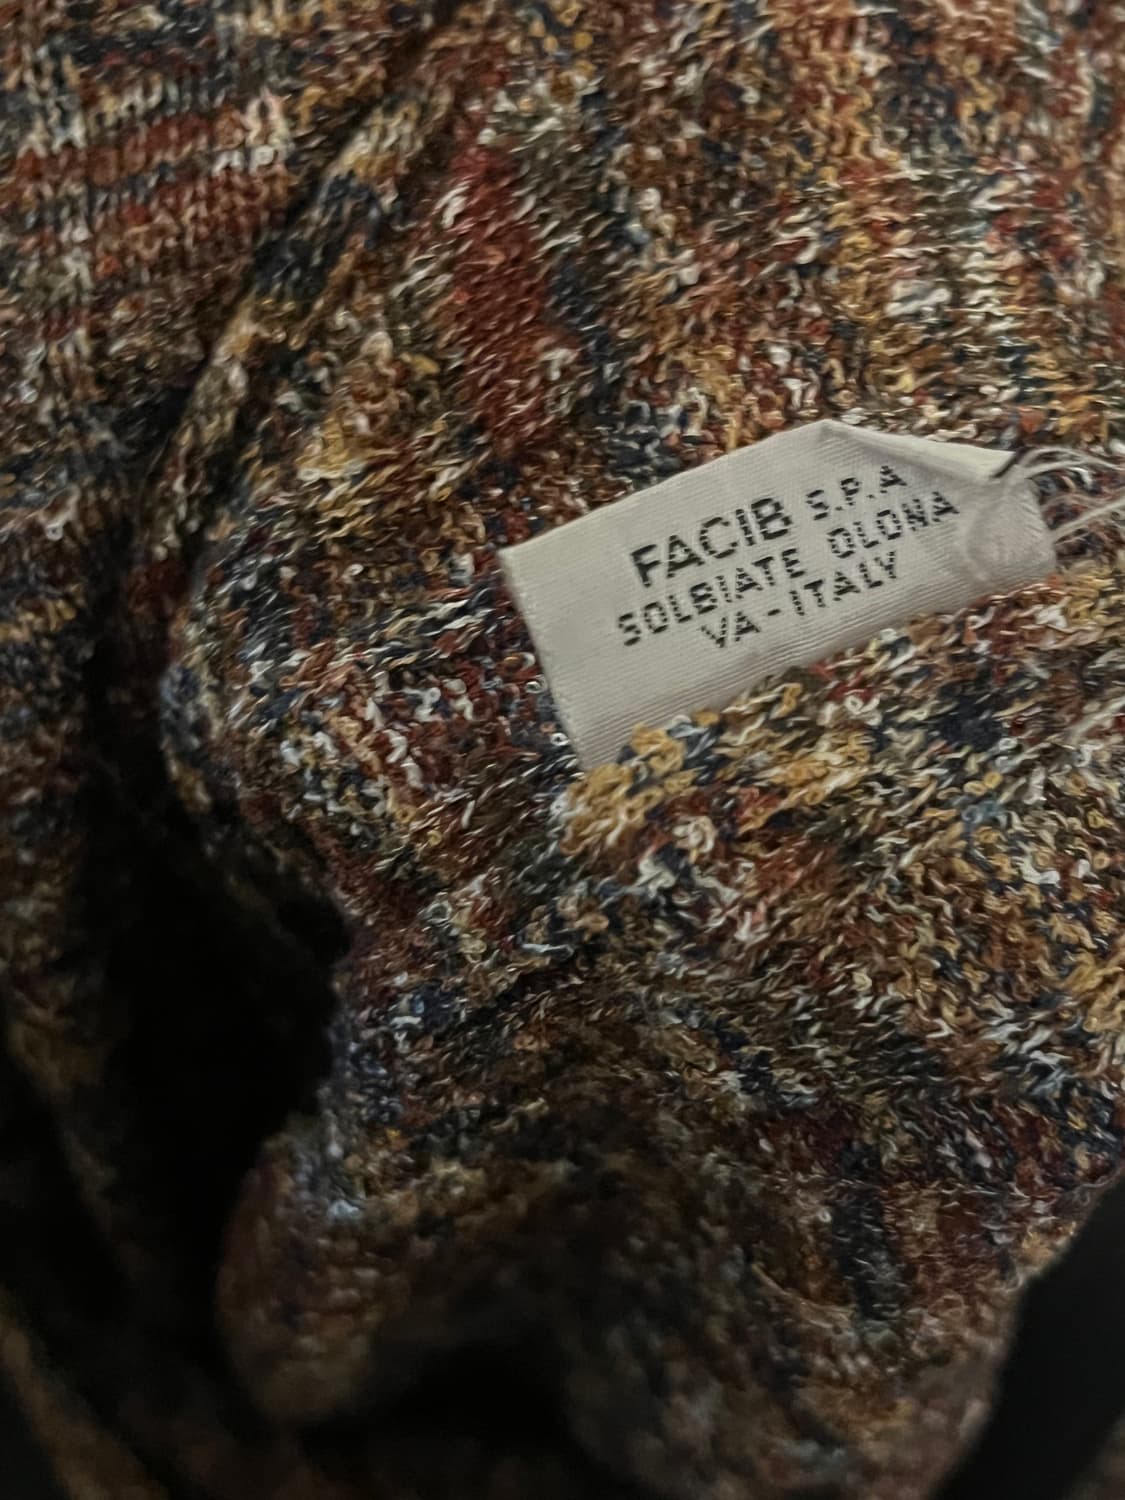 FACIB S.P.A
SOLBIATE OLONA
VA-ITALY